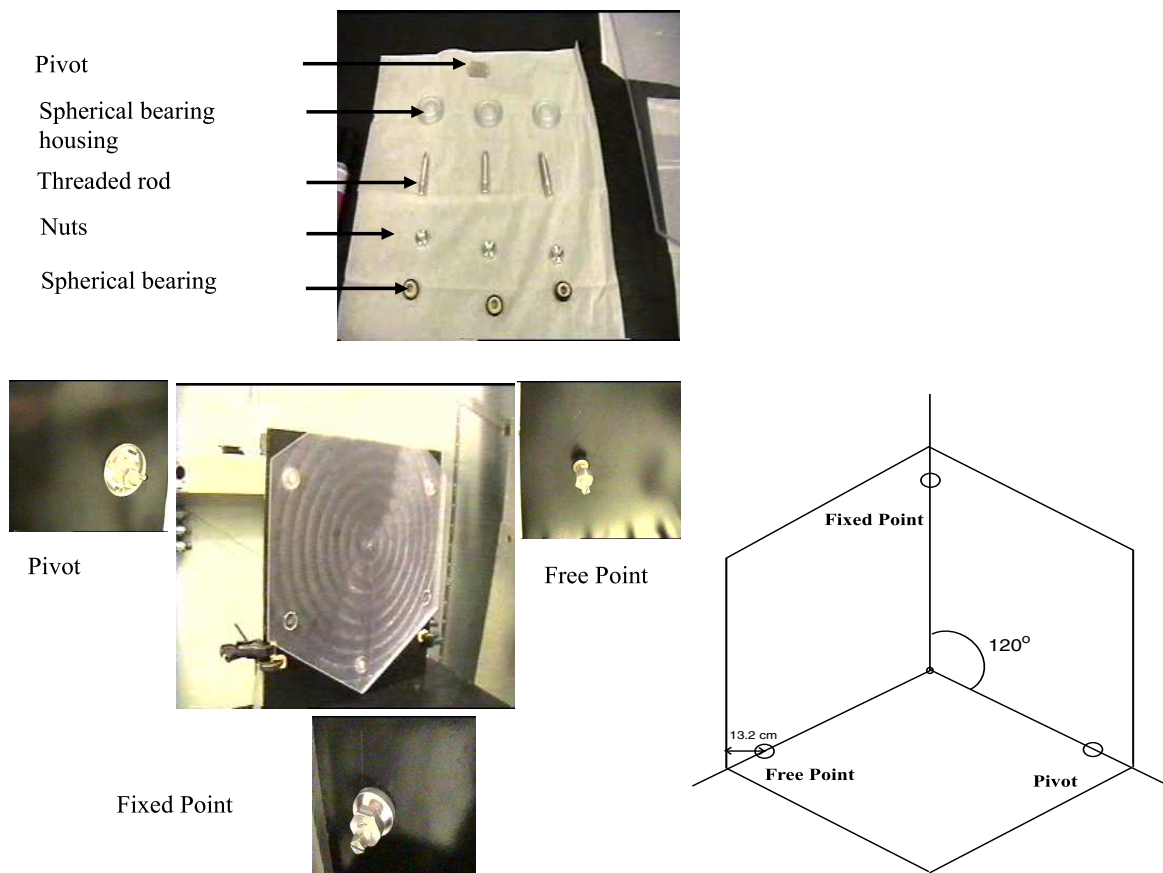 Pivot
Spherical bearing
housing
Threaded rod
Nuts
Spherical bearing
Pivot
Free Point
Fixed Point
Fixed Point
120°
13.2 cm
Free Point
Pivot